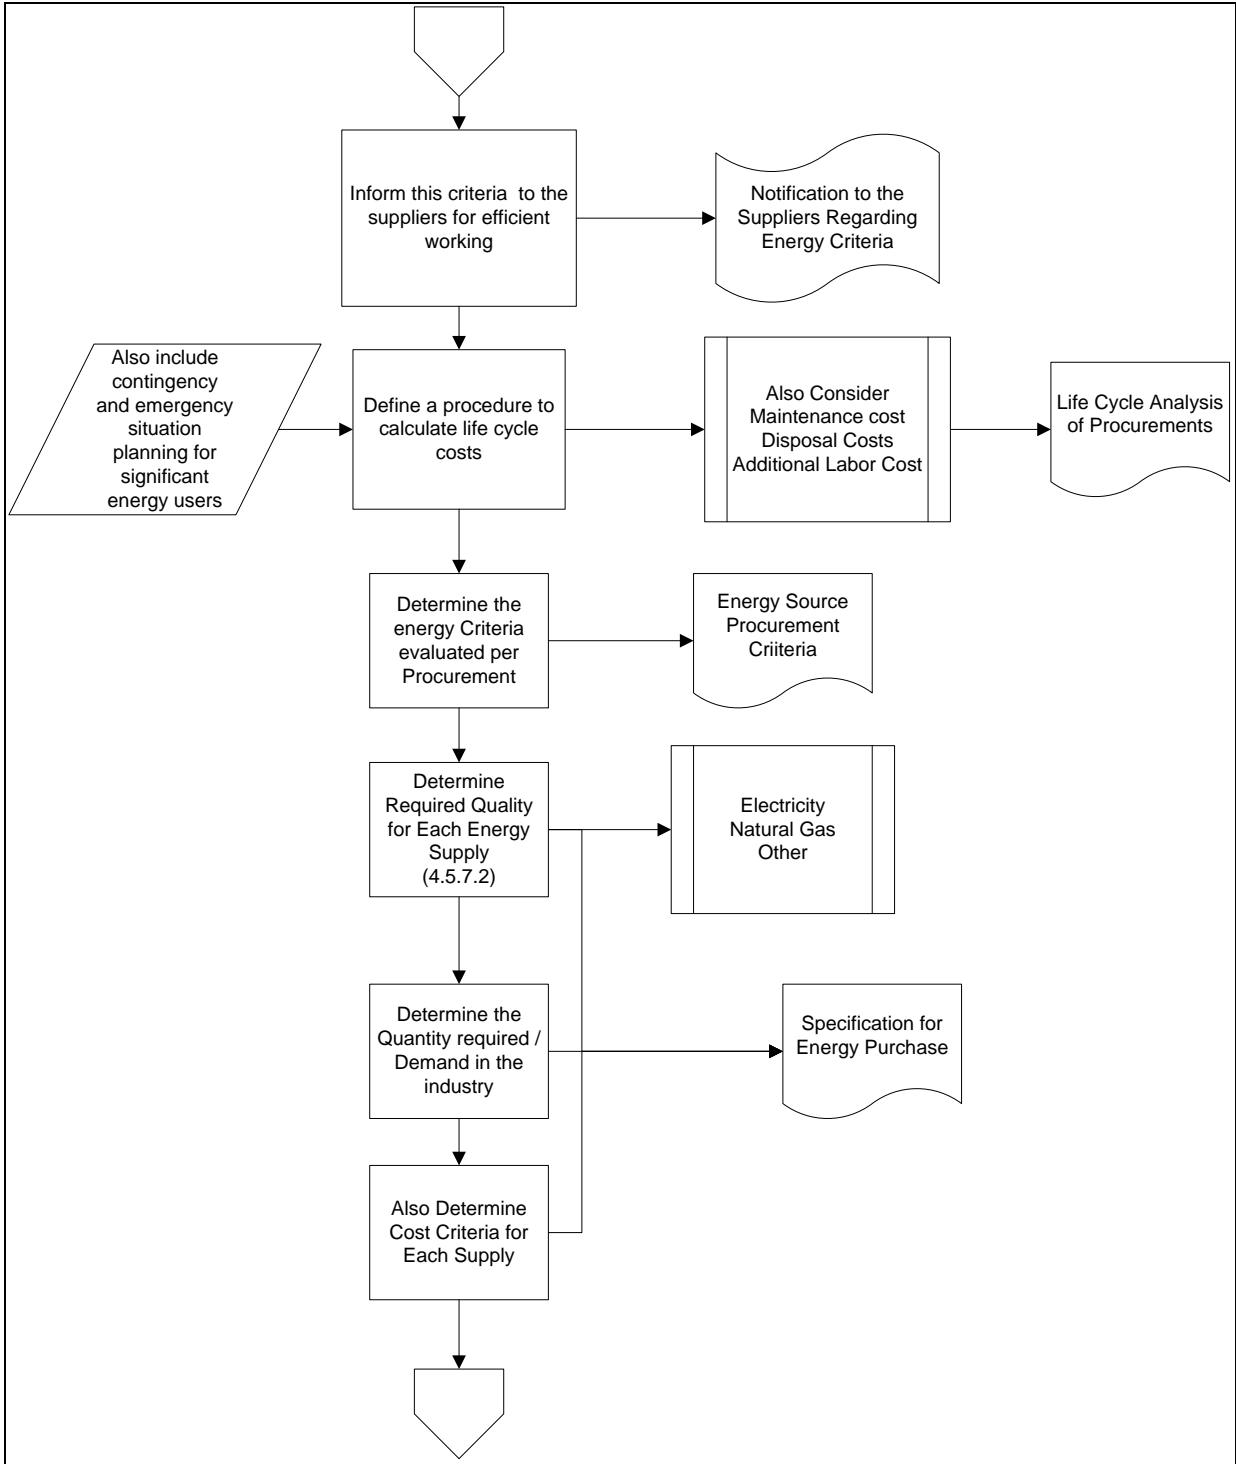 Inform this criteria  to the
suppliers for efficient
working
Notification to the
Suppliers Regarding
Energy Criteria
Also include
contingency
and emergency
situation
planning for
significant
energy users
Define a procedure to
calculate life cycle
costs
Also Consider
Maintenance cost
Disposal Costs
Additional Labor Cost
Life Cycle Analysis
of Procurements
Determine the
energy Criteria
evaluated per
Procurement
Energy Source
Procurement
Criiteria
Determine
Required Quality
for Each Energy
Supply
(4.5.7.2)
Electricity
Natural Gas
Other
Determine the
Quantity required /
Demand in the
industry
Specification for
Energy Purchase
Also Determine
Cost Criteria for
Each Supply